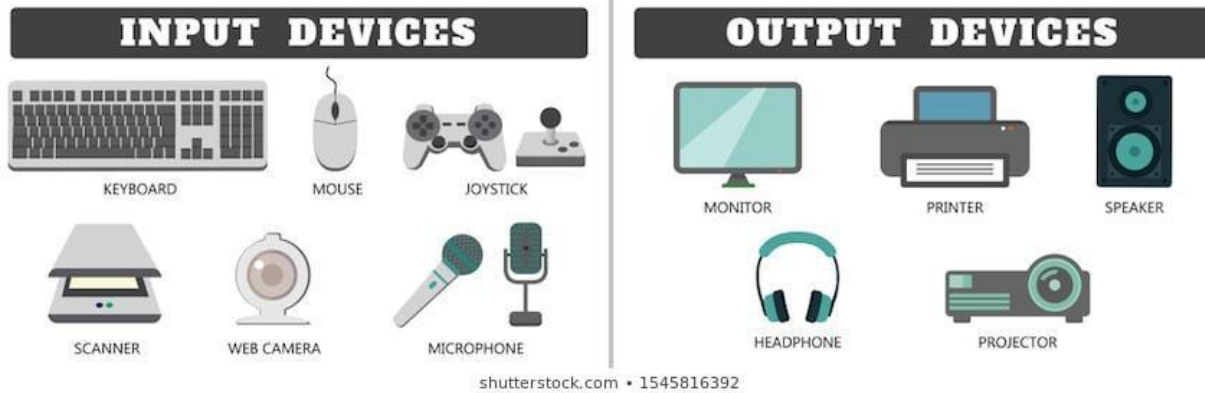 INPUT DEVICES
KEYBOARD
MOUSE
JOYSTICK
SCANNER
WEB CAMERA
MICROPHONE
OUTPUT DEVICES
MONITOR
PRINTER
SPEAKER
HEADPHONE
PROJECTOR
shutterstock.com • 1545816392